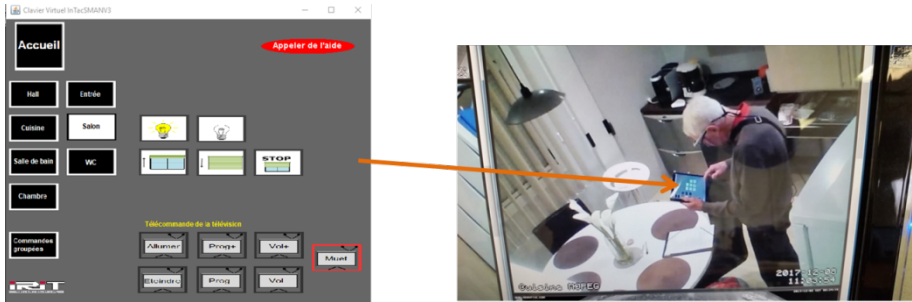 Clavier Virtuel InTacSMANV3
Accueil
Appeler de l'aide
Hall
Entrée
Cuisine
Salon
Salle de bain
WC
STOP
Chambre
Télécommande de la télévision
Commandes
groupées
Allumer
Prog+
Vol+
Muet
Eteindre
Prog
Vol
IRIT
2017
Cuisine